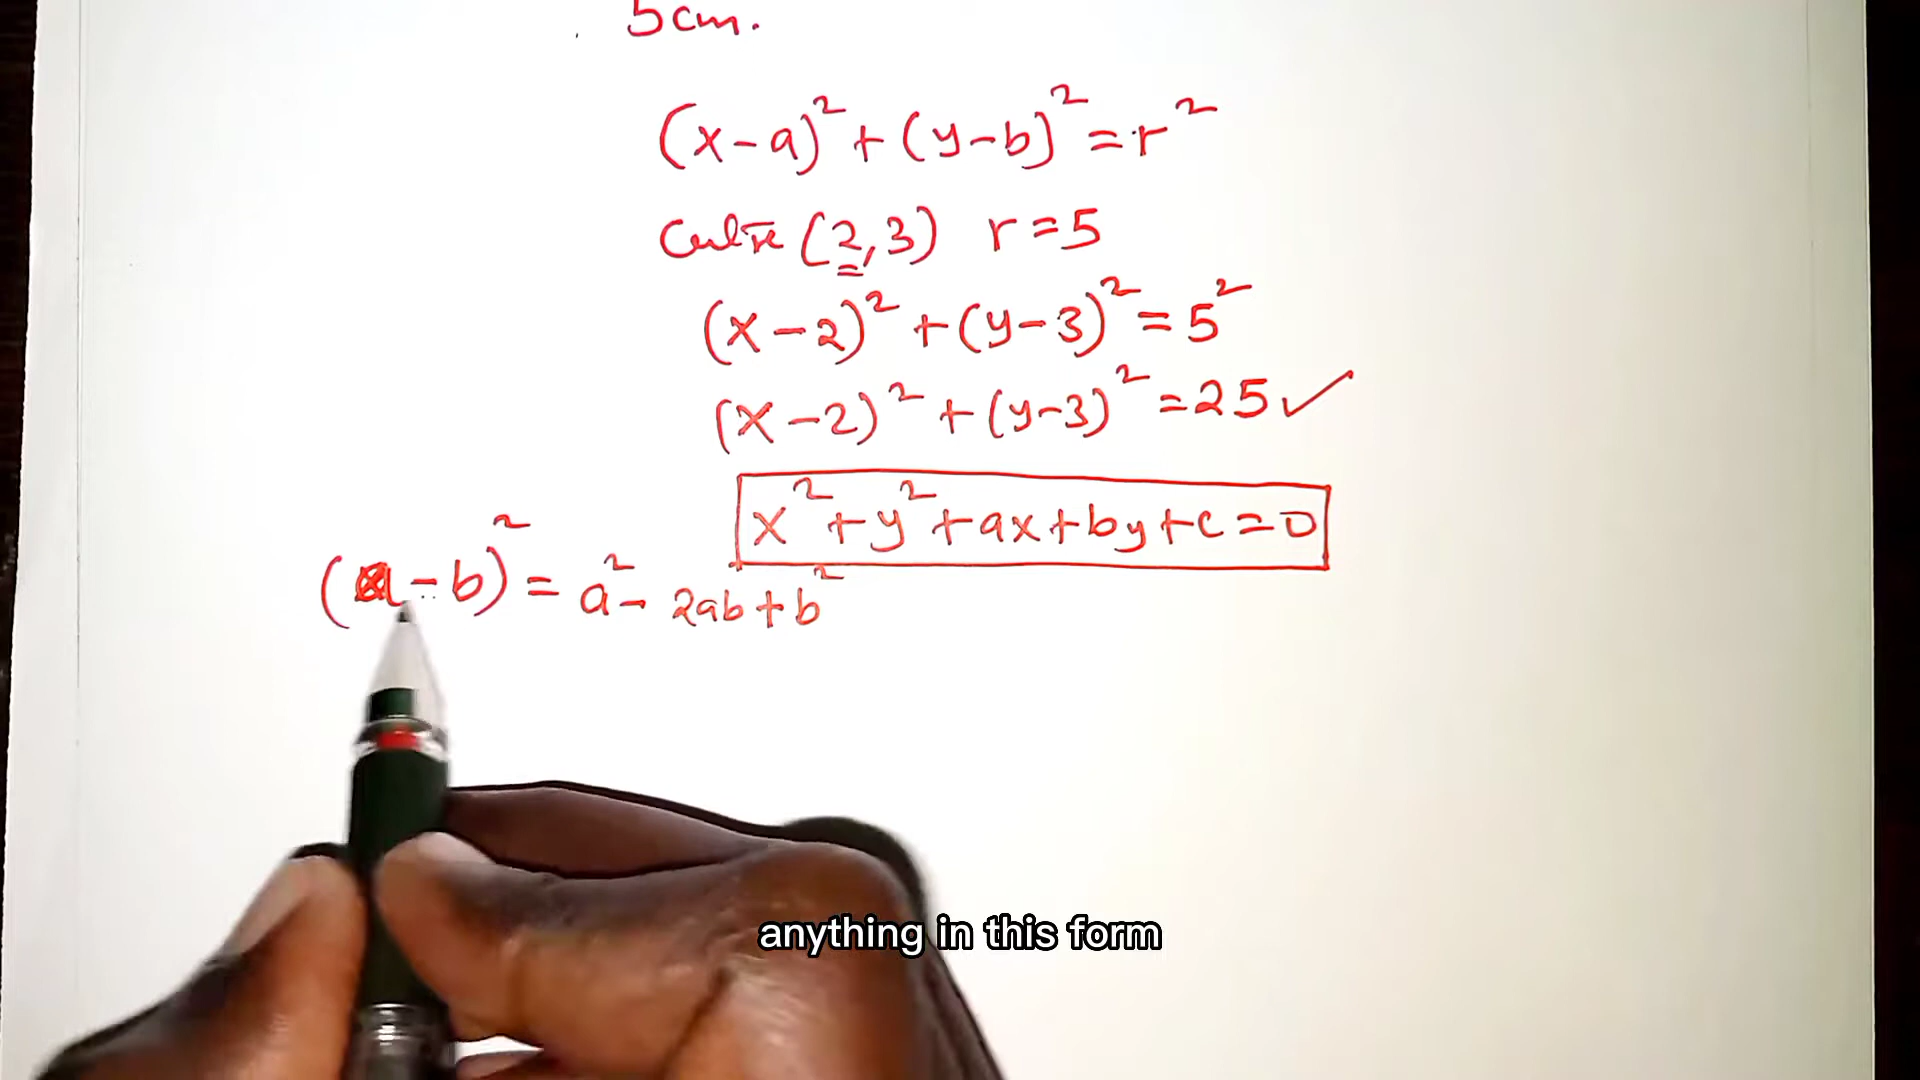 5cm.
(x-a)²+(y-b)²=r²
Centre (2,3) r=5
(x-2)²+(y-3)²=5²
(x-2)²+(y-3)²=25✓
x²+y²+ax+by+c=0
(a-b)²=a²-2ab+b²
anything in this form